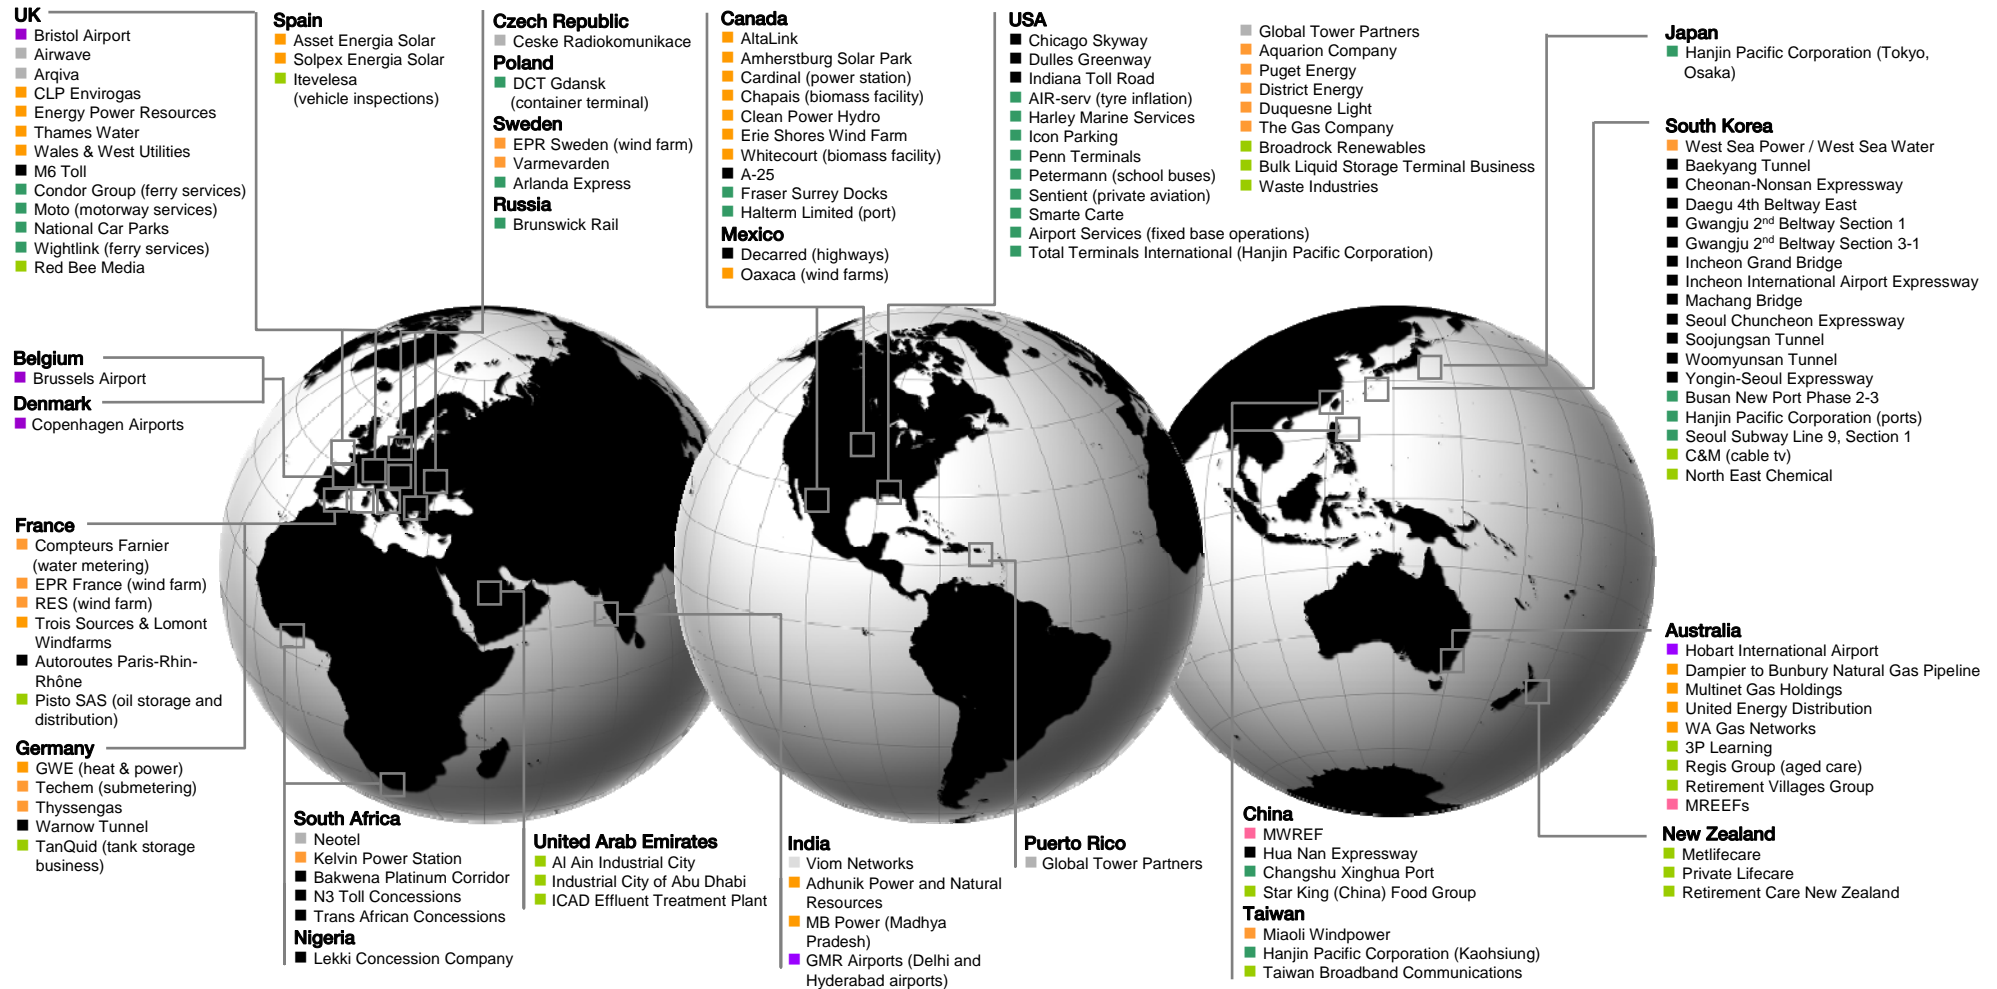 UK
Bristol Airport
Airwave
Arqiva
CLP Envirogas
Energy Power Resources
Thames Water
Wales & West Utilities
M6 Toll
Condor Group (ferry services)
Moto (motorway services)
National Car Parks
Wightlink (ferry services)
Red Bee Media
Spain
Asset Energia Solar
Solpex Energia Solar
Itevelesa
(vehicle inspections)
Czech Republic
Ceske Radiokomunikace
Poland
DCT Gdansk
(container terminal)
Sweden
EPR Sweden (wind farm)
Varmevarden
Arlanda Express
Russia
Brunswick Rail
Canada
AltaLink
Amherstburg Solar Park
Cardinal (power station)
Chapais (biomass facility)
Clean Power Hydro
Erie Shores Wind Farm
Whitecourt (biomass facility)
A-25
Fraser Surrey Docks
Halterm Limited (port)
Mexico
Decarred (highways)
Oaxaca (wind farms)
USA
Chicago Skyway
Dulles Greenway
Indiana Toll Road
AIR-serv (tyre inflation)
Harley Marine Services
Icon Parking
Penn Terminals
Petermann (school buses)
Sentient (private aviation)
Smarte Carte
Airport Services (fixed base operations)
Total Terminals International (Hanjin Pacific Corporation)
Global Tower Partners
Aquarion Company
Puget Energy
District Energy
Duquesne Light
The Gas Company
Broadrock Renewables
Bulk Liquid Storage Terminal Business
Waste Industries
Japan
Hanjin Pacific Corporation (Tokyo,
Osaka)
South Korea
West Sea Power / West Sea Water
Baekyang Tunnel
Cheonan-Nonsan Expressway
Daegu 4th Beltway East
Gwangju 2nd Beltway Section 1
Gwangju 2nd Beltway Section 3-1
Incheon Grand Bridge
Incheon International Airport Expressway
Machang Bridge
Seoul Chuncheon Expressway
Soojungsan Tunnel
Woomyunsan Tunnel
Yongin-Seoul Expressway
Busan New Port Phase 2-3
Hanjin Pacific Corporation (ports)
Seoul Subway Line 9, Section 1
C&M (cable tv)
North East Chemical
Belgium
Brussels Airport
Denmark
Copenhagen Airports
France
Compteurs Farnier
(water metering)
EPR France (wind farm)
RES (wind farm)
Trois Sources & Lomont
Windfarms
Autoroutes Paris-Rhin-
Rhône
Pisto SAS (oil storage and
distribution)
Germany
GWE (heat & power)
Techem (submetering)
Thyssengas
Warnow Tunnel
TanQuid (tank storage
business)
South Africa
Neotel
Kelvin Power Station
Bakwena Platinum Corridor
N3 Toll Concessions
Trans African Concessions
Nigeria
Lekki Concession Company
United Arab Emirates
Al Ain Industrial City
Industrial City of Abu Dhabi
ICAD Effluent Treatment Plant
India
Viom Networks
Adhunik Power and Natural
Resources
MB Power (Madhya
Pradesh)
GMR Airports (Delhi and
Hyderabad airports)
Puerto Rico
Global Tower Partners
China
MWREF
Hua Nan Expressway
Changshu Xinghua Port
Star King (China) Food Group
Taiwan
Miaoli Windpower
Hanjin Pacific Corporation (Kaohsiung)
Taiwan Broadband Communications
Australia
Hobart International Airport
Dampier to Bunbury Natural Gas Pipeline
Multinet Gas Holdings
United Energy Distribution
WA Gas Networks
3P Learning
Regis Group (aged care)
Retirement Villages Group
MREEFs
New Zealand
Metlifecare
Private Lifecare
Retirement Care New Zealand